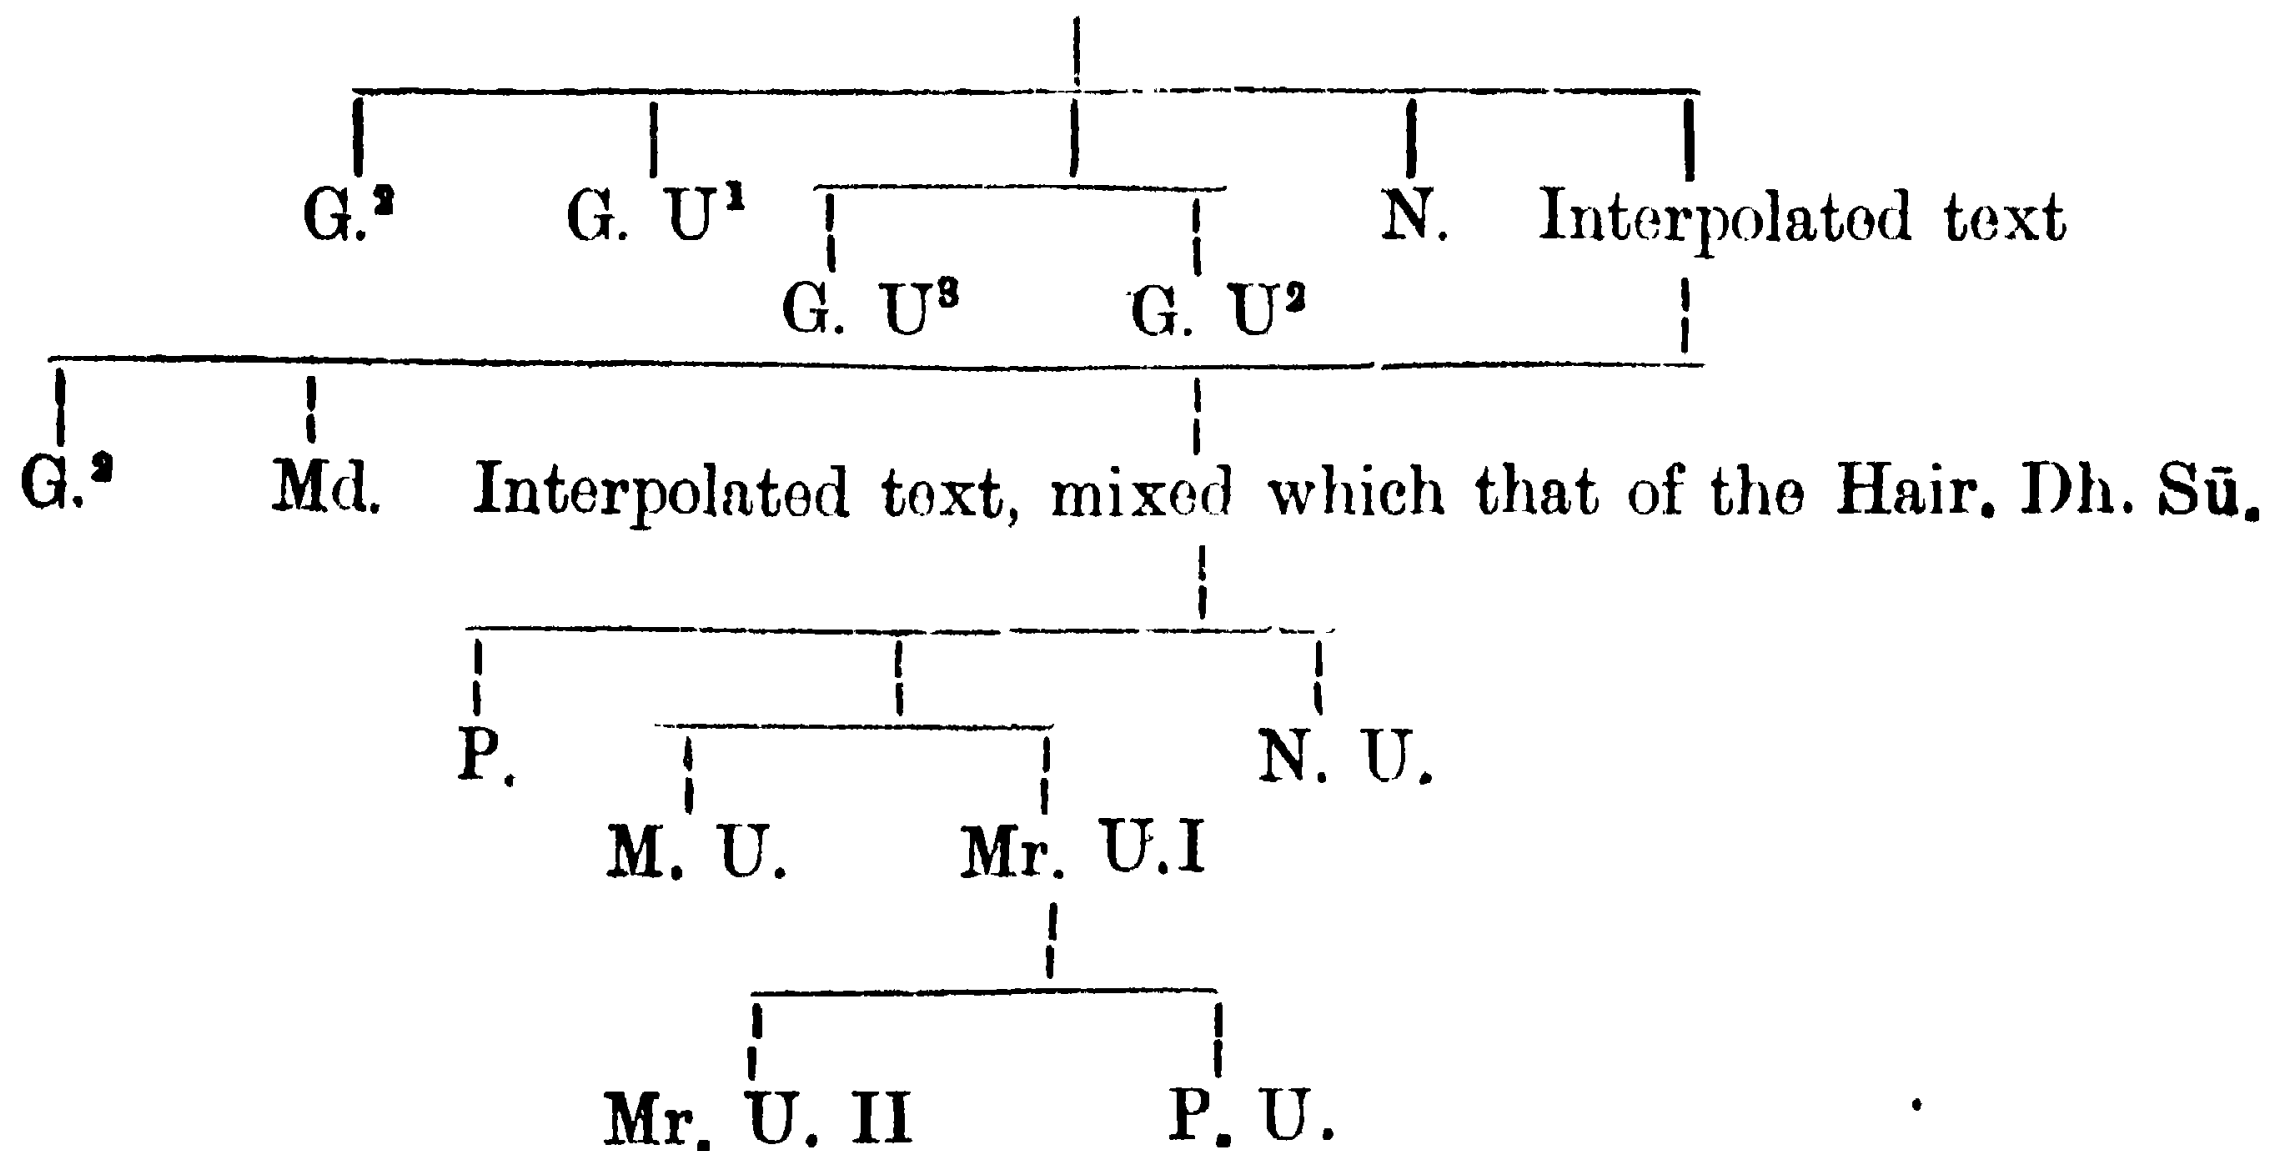 G.² G. U¹ N. Interpolated text
G. U³ G. U²
G.² Md. Interpolated text, mixed which that of the Hair. Dh. Sū.
P. N. U.
M. U. Mr. U.I
Mr. U. II P. U.